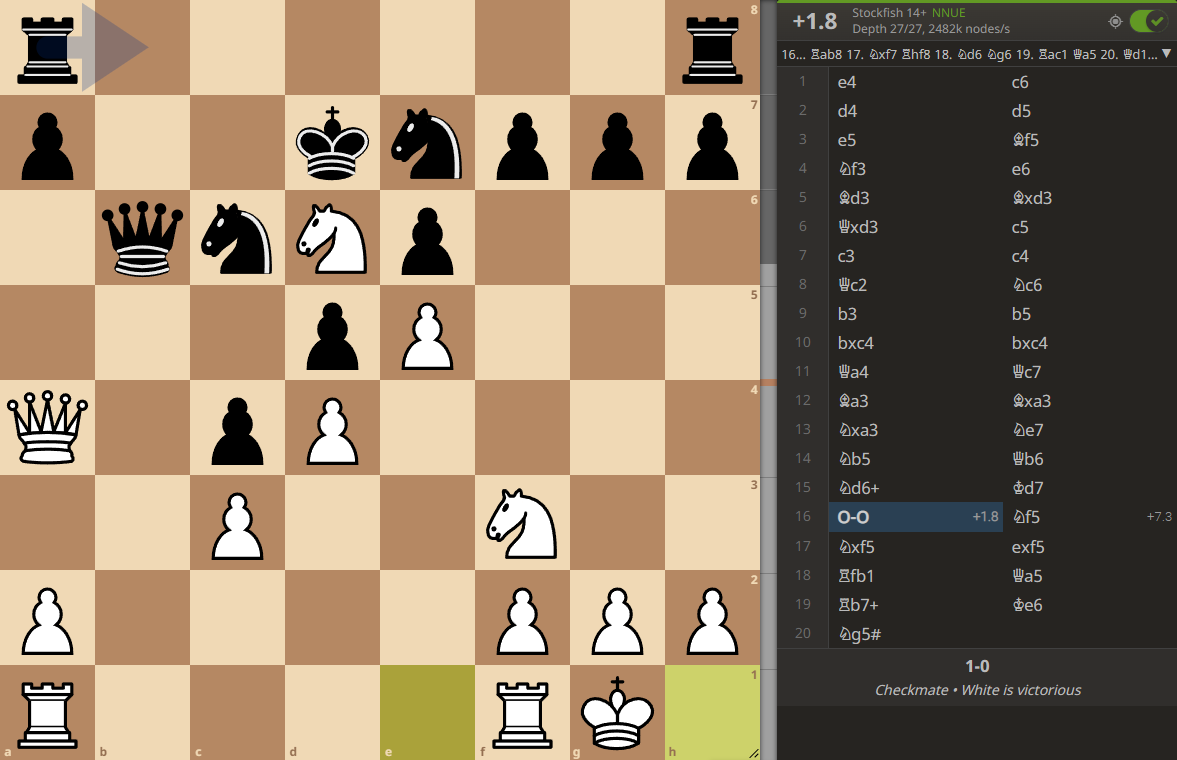 8
7
6
5
4
3
2
1
a b c d e f g h
+1.8
Stockfish 14+ NNUE
Depth 27/27, 2482k nodes/s
16... ♖ab8 17. ♘xf7 ♖hf8 18. ♘d6 ♘g6 19. ♖ac1 ♕a5 20. ♕d1...
1 e4 c6
2 d4 d5
3 e5 ♗f5
4 ♘f3 e6
5 ♗d3 ♗xd3
6 ♕xd3 c5
7 c3 c4
8 ♕c2 ♘c6
9 b3 b5
10 bxc4 bxc4
11 ♕a4 ♕c7
12 ♗a3 ♗xa3
13 ♘xa3 ♘e7
14 ♘b5 ♕b6
15 ♘d6+ ♔d7
16 O-O +1.8 ♘f5 +7.3
17 ♘xf5 exf5
18 ♖fb1 ♕a5
19 ♖b7+ ♔e6
20 ♘g5#
1-0
Checkmate • White is victorious